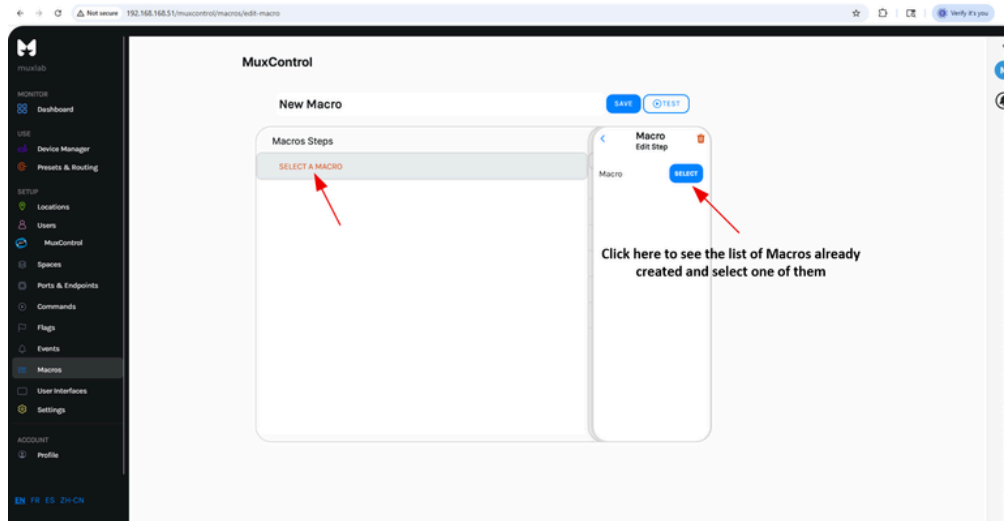 Not secure 192.168.168.51/muxcontrol/macros/edit-macro
Verify it's you
muxlab
MONITOR
Dashboard
USE
Device Manager
Presets & Routing
SETUP
Locations
Users
MuxControl
Spaces
Ports & Endpoints
Commands
Flags
Events
Macros
User Interfaces
Settings
ACCOUNT
Profile
EN FR ES ZH-CN
MuxControl
New Macro
SAVE
TEST
Macros Steps
SELECT A MACRO
Macro
Edit Step
Macro
SELECT
Click here to see the list of Macros already
created and select one of them
M